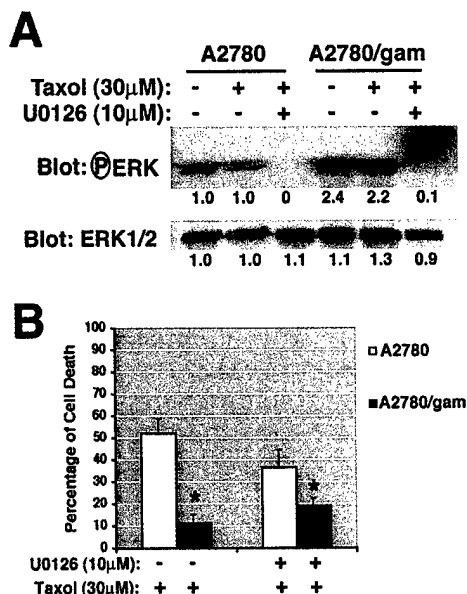 A
A2780 A2780/gam
Taxol (30µM): - + + - + +
U0126 (10µM): - - + - - +
Blot: ⓅERK
1.0 1.0 0 2.4 2.2 0.1
Blot: ERK1/2
1.0 1.0 1.1 1.1 1.3 0.9
B
Percentage of Cell Death
100
90
80
70
60
50
40
30
20
10
0
* *
A2780
A2780/gam
U0126 (10µM): - - + +
Taxol (30µM): + + + +